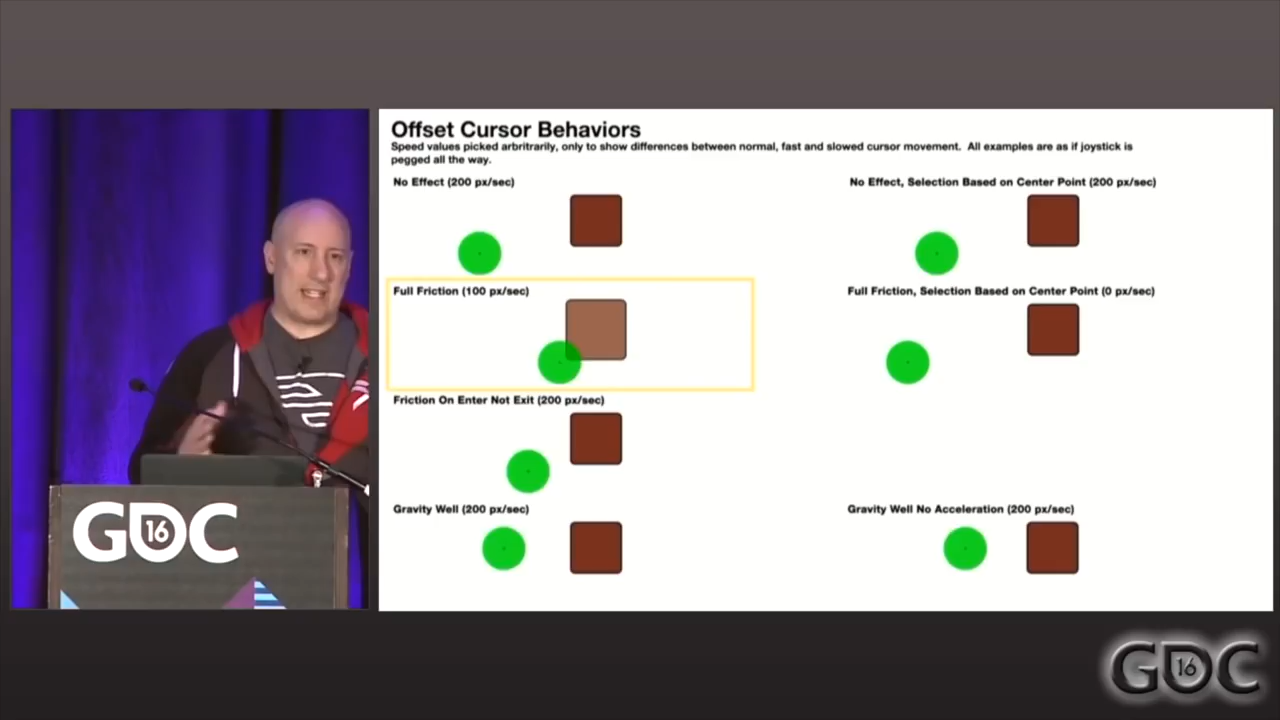 Offset Cursor Behaviors
Speed values picked arbritrarily, only to show differences between normal, fast and slowed cursor movement. All examples are as if joystick is
pegged all the way.
No Effect (200 px/sec)
No Effect, Selection Based on Center Point (200 px/sec)
Full Friction (100 px/sec)
Full Friction, Selection Based on Center Point (0 px/sec)
Friction On Enter Not Exit (200 px/sec)
Gravity Well (200 px/sec)
Gravity Well No Acceleration (200 px/sec)
GDC 16
GDC 16